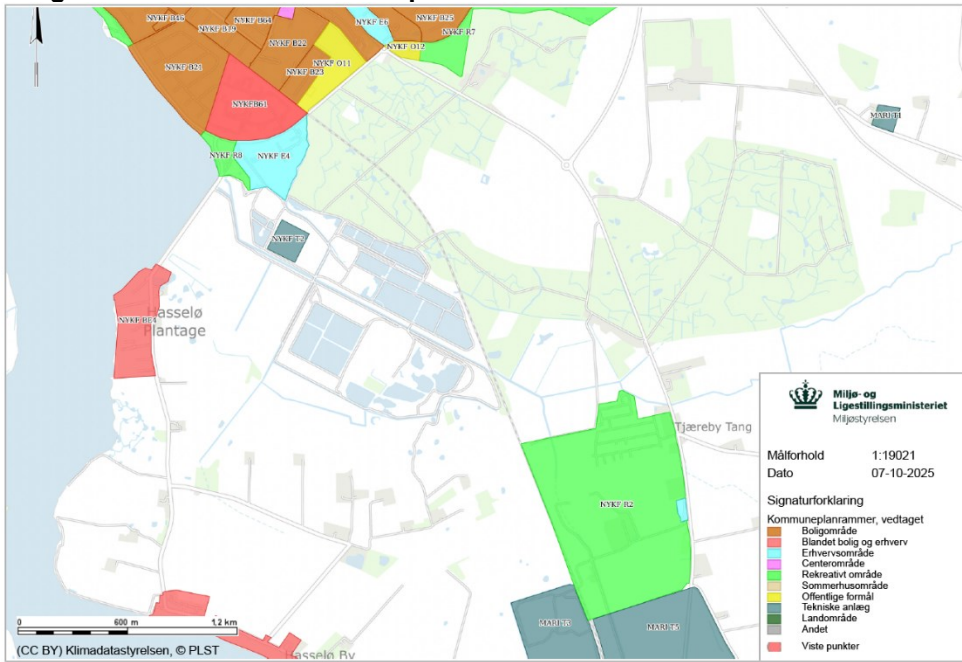 NYKF B46
NYKF B19
NYKF B64
NYKF E6
NYKF B25
NYKF R7
NYKF B22
NYKF O11
NYKF O12
NYKF B21
NYKF B23
NYKF B61
MARI T1
NYKF R8
NYKF E4
NYKF T2
Hasselø
Plantage
Tjæreby Tang
NYKF R2
MARI T5
Hasselø By
0 600 m 1,2 km
(CC BY) Klimadatastyrelsen, © PLST
Miljø- og
Ligestillingsministeriet
Miljøstyrelsen
Målforhold 1:19021
Dato 07-10-2025
Signaturforklaring
Kommuneplanrammer, vedtaget
Boligområde
Blandet bolig og erhverv
Erhvervsområde
Centerområde
Rekreativt område
Sommerhusområde
Offentlige formål
Tekniske anlæg
Landområde
Andet
Viste punkter